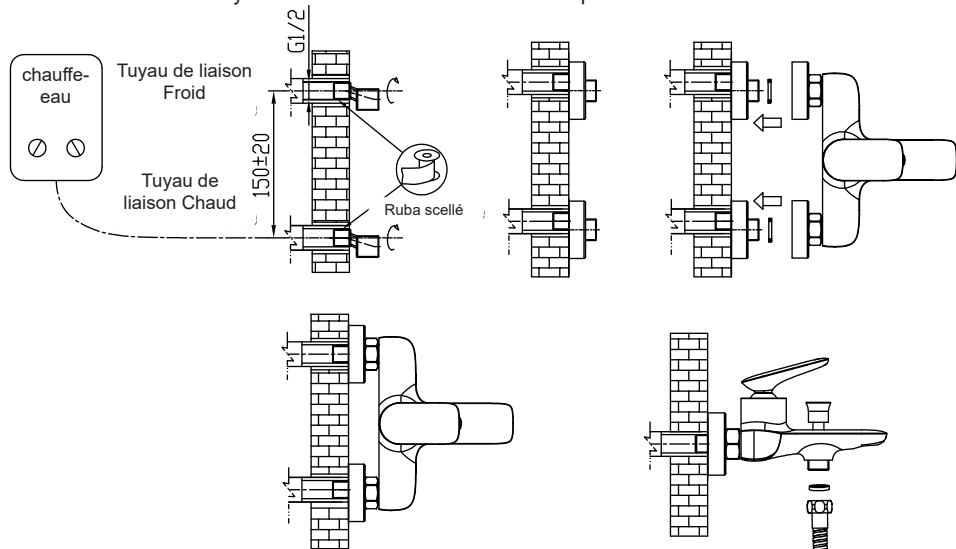 G1/2
chauffe-
eau
Tuyau de liaison
Froid
150±20
Tuyau de
liaison Chaud
Ruba scellé